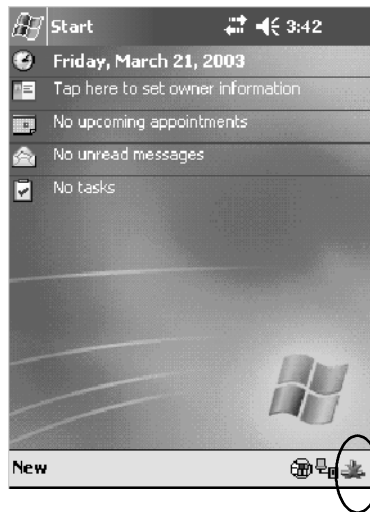 Start 3:42
Friday, March 21, 2003
Tap here to set owner information
No upcoming appointments
No unread messages
No tasks
New